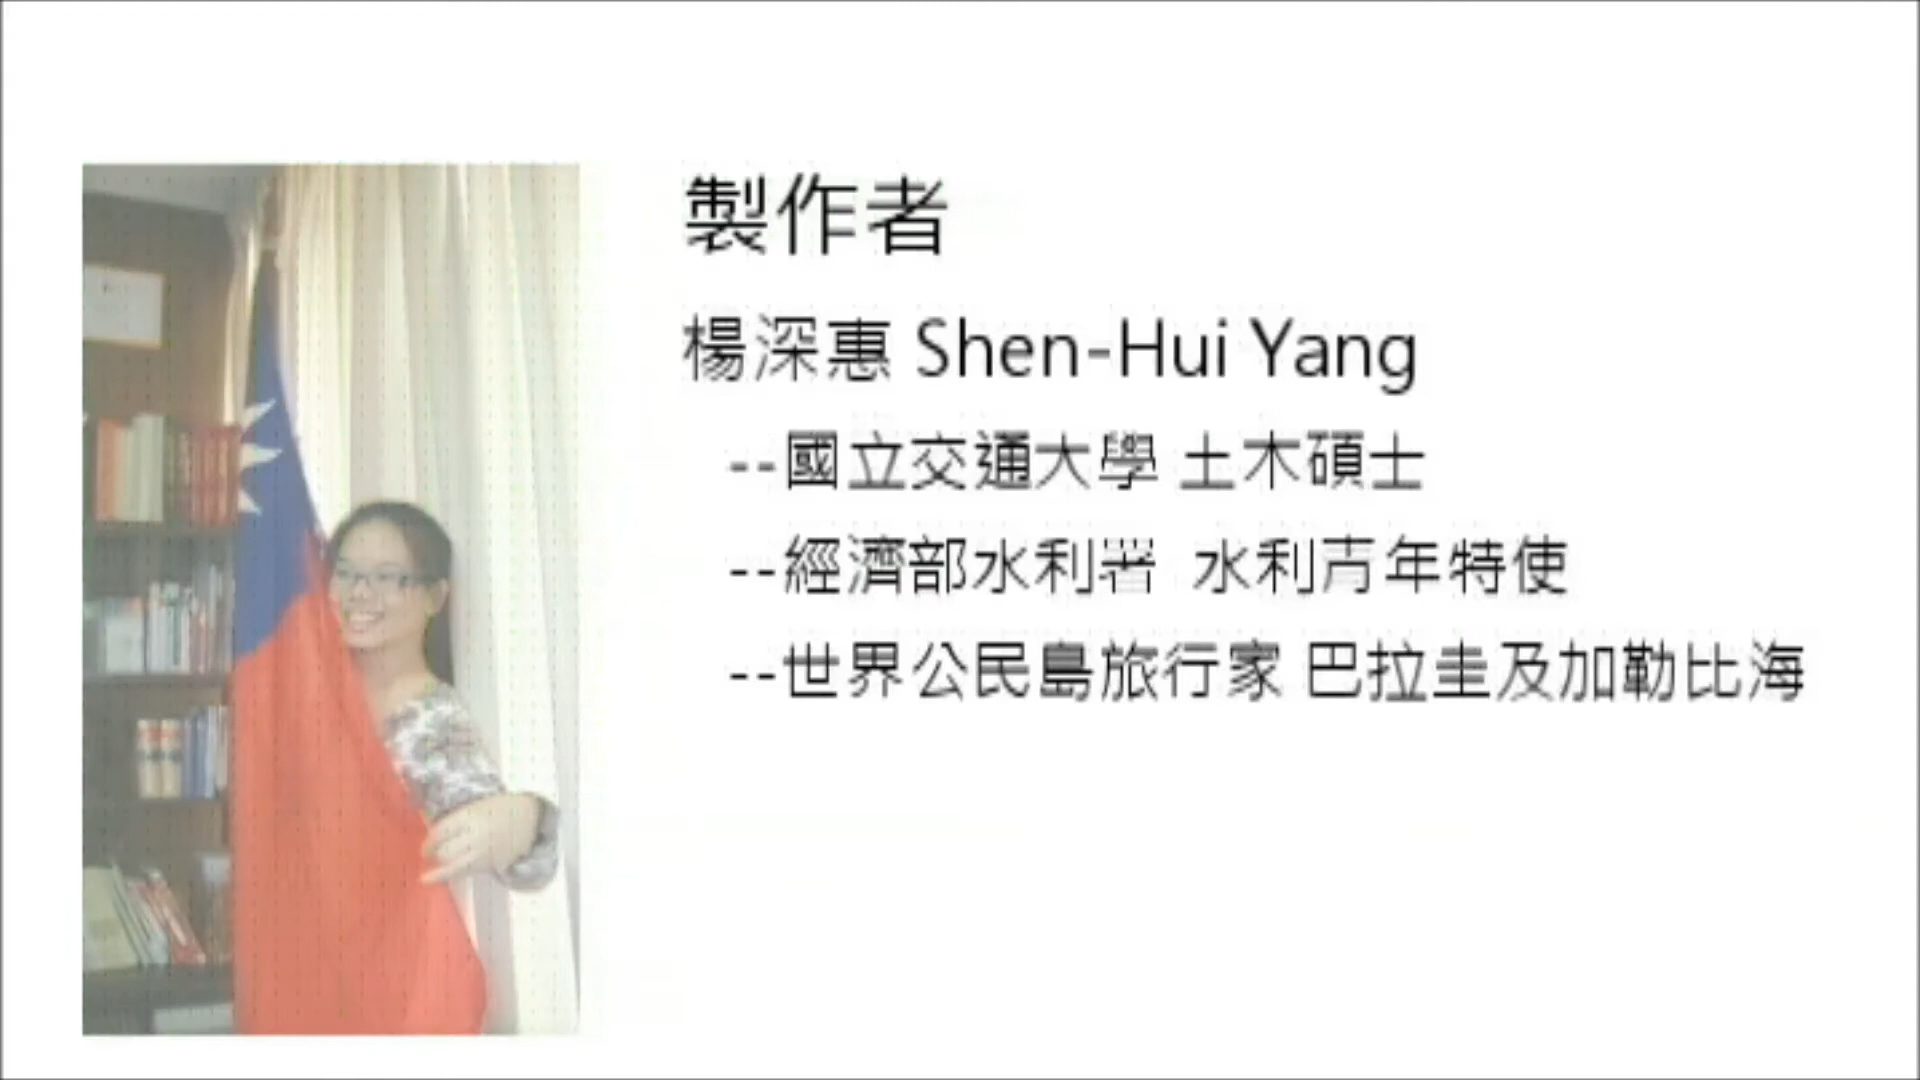 製作者
楊深惠 Shen-Hui Yang
--國立交通大學 土木碩士
--經濟部水利署 水利青年特使
--世界公民島旅行家 巴拉圭及加勒比海